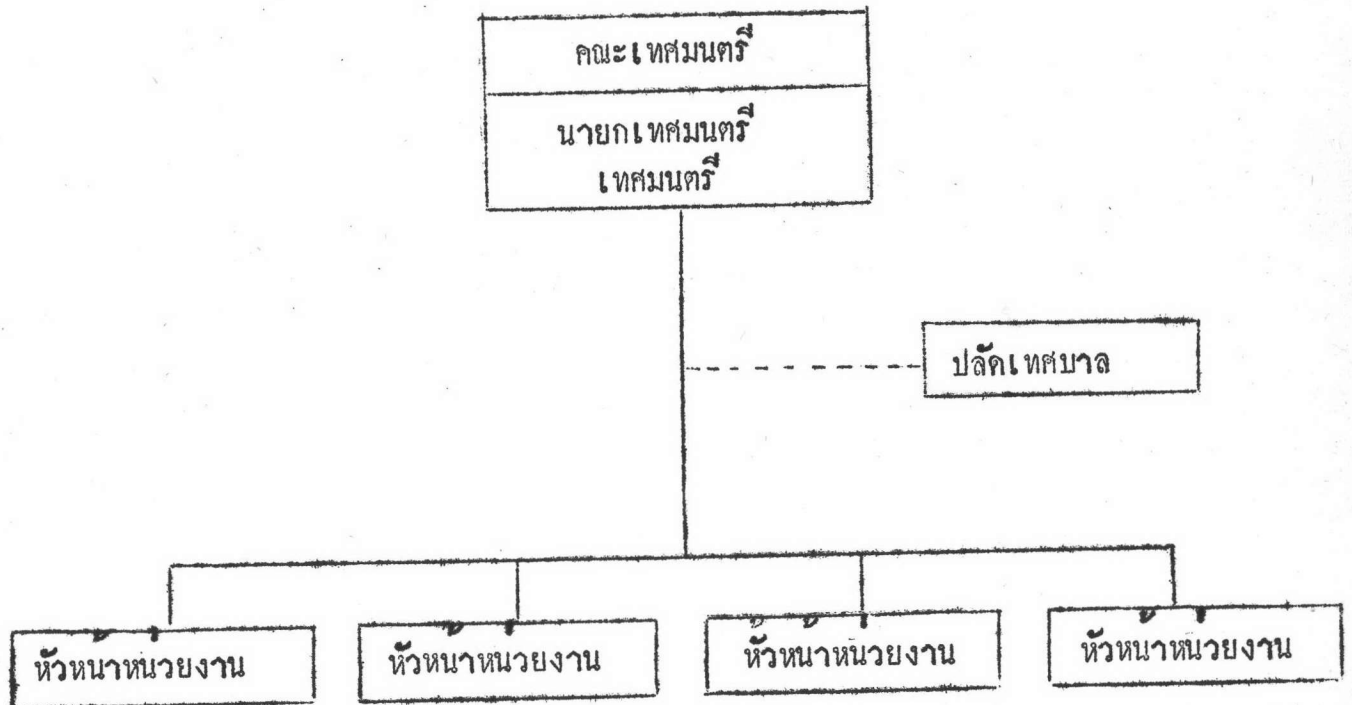 คณะเทศมนตรี
นายกเทศมนตรี
เทศมนตรี
ปลัดเทศบาล
หัวหน้าหน่วยงาน
หัวหน้าหน่วยงาน
หัวหน้าหน่วยงาน
หัวหน้าหน่วยงาน